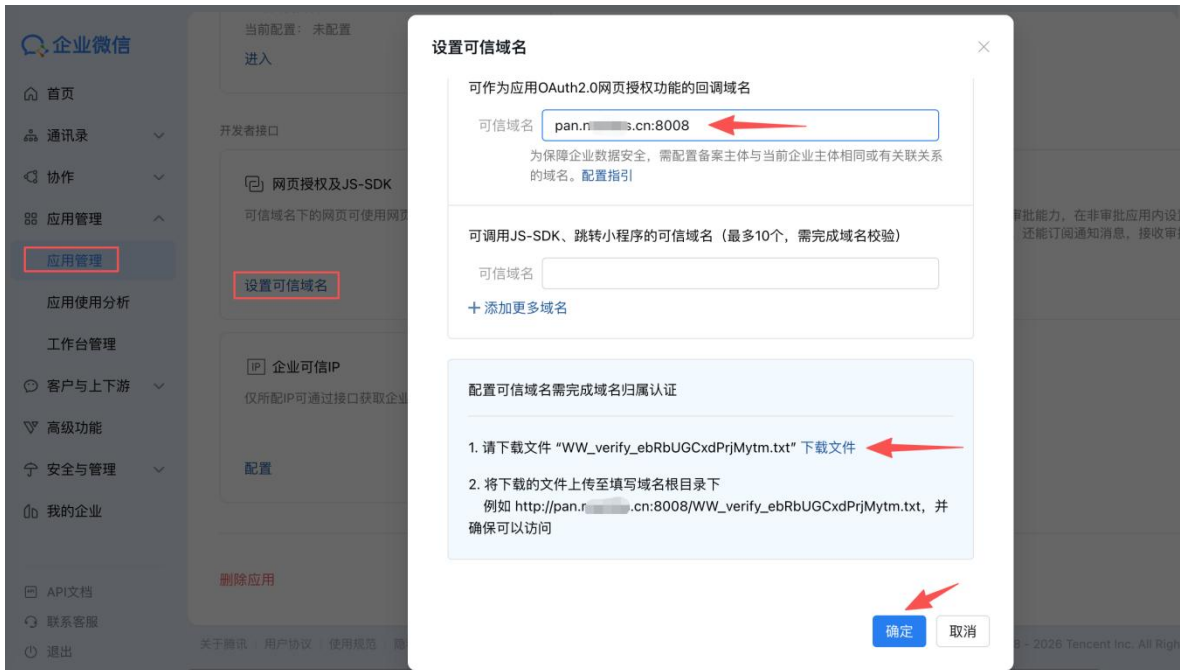 企业微信
首页
通讯录
协作
应用管理
应用管理
应用使用分析
工作台管理
客户与上下游
高级功能
安全与管理
我的企业
API文档
联系客服
退出
当前配置： 未配置
进入
开发者接口
网页授权及JS-SDK
可信域名下的网页可使用网页
设置可信域名
IP 企业可信IP
仅所配IP可通过接口获取企业
配置
删除应用
关于腾讯 用户协议 使用规范
审批能力，在非审批应用内设
还能订阅通知消息，接收审
- 2026 Tencent Inc. All Righ
设置可信域名
可作为应用OAuth2.0网页授权功能的回调域名
可信域名 pan.n s.cn:8008
为保障企业数据安全，需配置备案主体与当前企业主体相同或有关联关系
的域名。配置指引
可调用JS-SDK、跳转小程序的可信域名（最多10个，需完成域名校验）
可信域名
添加更多域名
配置可信域名需完成域名归属认证
1. 请下载文件 “WW_verify_ebRbUGCxdPrjMytm.txt” 下载文件
2. 将下载的文件上传至填写域名根目录下
例如 http://pan.r .cn:8008/WW_verify_ebRbUGCxdPrjMytm.txt，并
确保可以访问
确定
取消